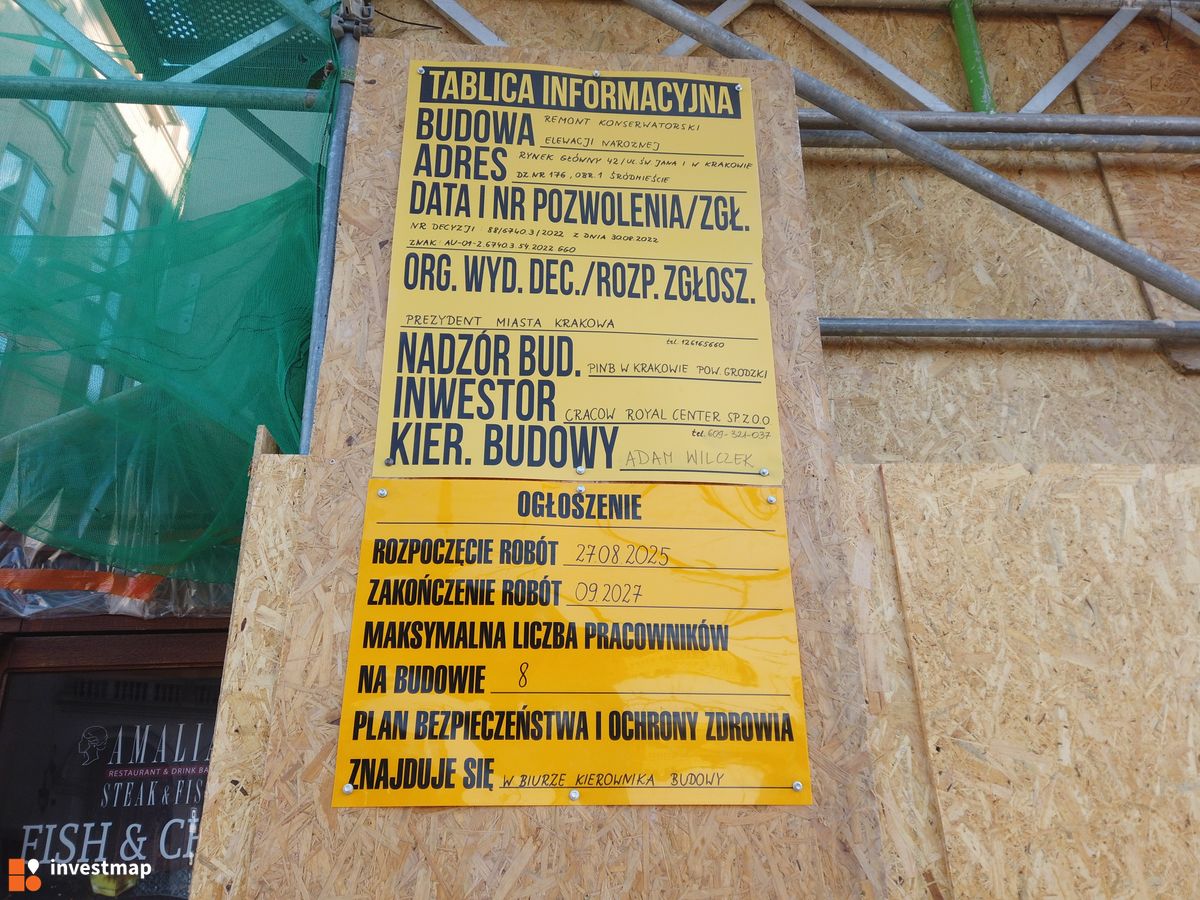 TABLICA INFORMACYJNA
BUDOWA REMONT KONSERWATORSKI
ELEWACJI NAROŻNEJ
ADRES RYNEK GŁÓWNY 42/UL.ŚW.JANA 1 W KRAKOWIE
DZ.NR 176, OBR.1 ŚRÓDMIEŚCIE
DATA I NR POZWOLENIA/ZGŁ.
NR DECYZJI: 88/6740.3/2022 Z DNIA 30.08.2022
ZNAK: AU-01-2.6740.3.54.2022 GGO
ORG. WYD. DEC./ROZP. ZGŁOSZ.
PREZYDENT MIASTA KRAKOWA
tel. 126165660
NADZÓR BUD. PINB W KRAKOWIE POW. GRODZKI
INWESTOR CRACOW ROYAL CENTER SP Z.O.O
tel. 609-321-037
KIER. BUDOWY ADAM WILCZEK
OGŁOSZENIE
ROZPOCZĘCIE ROBÓT 27.08 2025
ZAKOŃCZENIE ROBÓT 09.2027
MAKSYMALNA LICZBA PRACOWNIKÓW
NA BUDOWIE 8
PLAN BEZPIECZEŃSTWA I OCHRONY ZDROWIA
ZNAJDUJE SIĘ W BIURZE KIEROWNIKA BUDOWY
AMALIA
RESTAURANT & DRINK BA
STEAK & FIS
FISH & CH
investmap